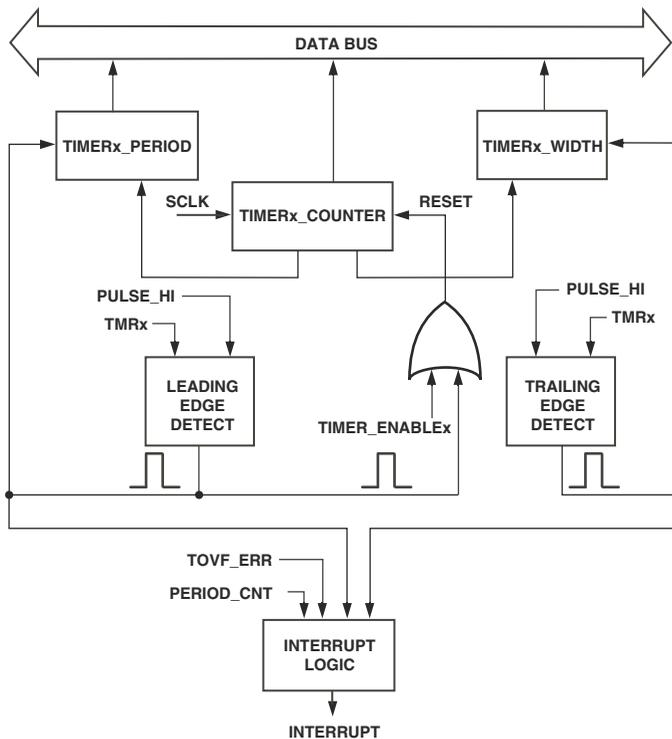 DATA BUS
TIMERx_PERIOD
TIMERx_WIDTH
SCLK
TIMERx_COUNTER
RESET
PULSE_HI
TMRx
LEADING
EDGE
DETECT
TIMER_ENABLEx
PULSE_HI
TMRx
TRAILING
EDGE
DETECT
TOVF_ERR
PERIOD_CNT
INTERRUPT
LOGIC
INTERRUPT